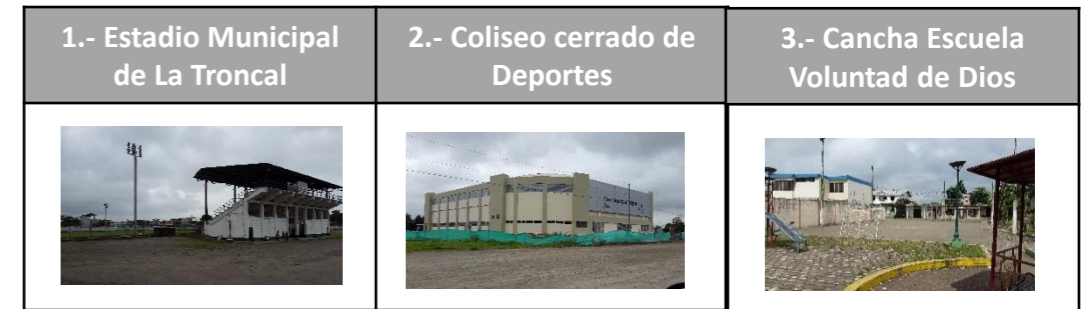 1.- Estadio Municipal
de La Troncal
2.- Coliseo cerrado de
Deportes
3.- Cancha Escuela
Voluntad de Dios